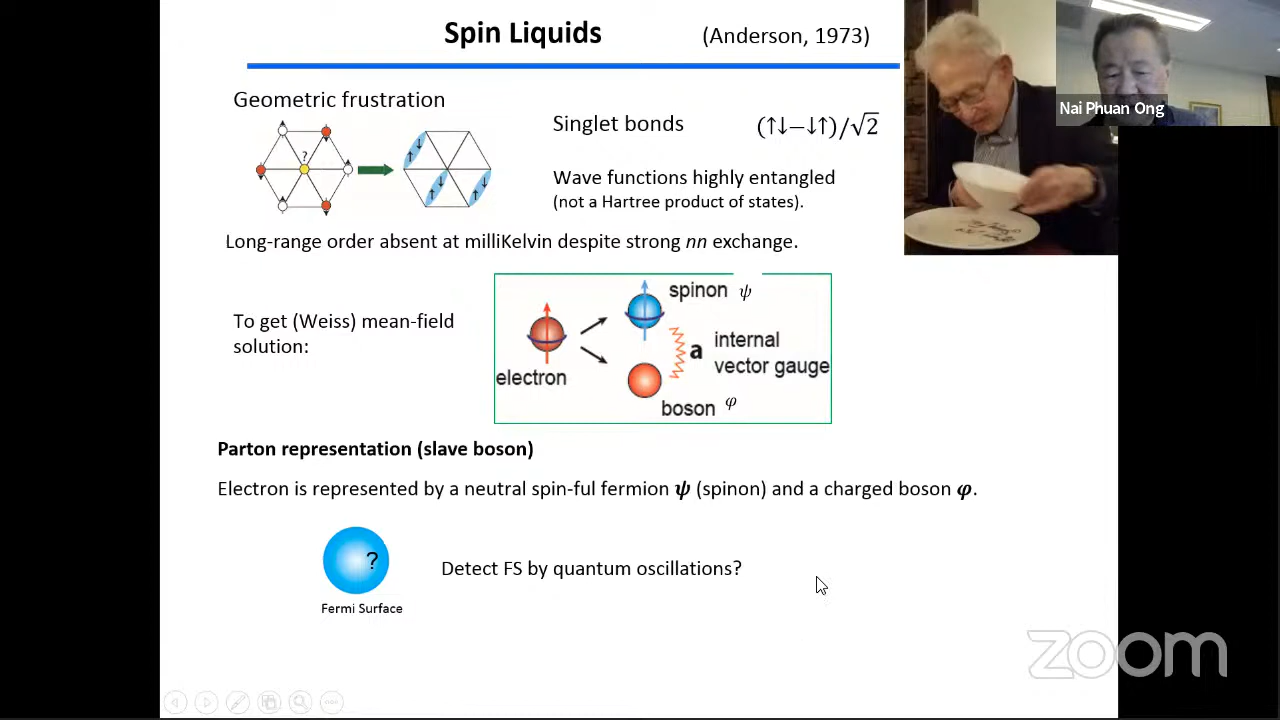 Spin Liquids
(Anderson, 1973)
Nai Phuan Ong
Geometric frustration
?
Singlet bonds
(↑↓−↓↑)/√2
Wave functions highly entangled
(not a Hartree product of states).
Long-range order absent at milliKelvin despite strong nn exchange.
To get (Weiss) mean-field
solution:
spinon ψ
electron
a
internal
vector gauge
boson φ
Parton representation (slave boson)
Electron is represented by a neutral spin-ful fermion ψ (spinon) and a charged boson φ.
?
Detect FS by quantum oscillations?
Fermi Surface
zoom